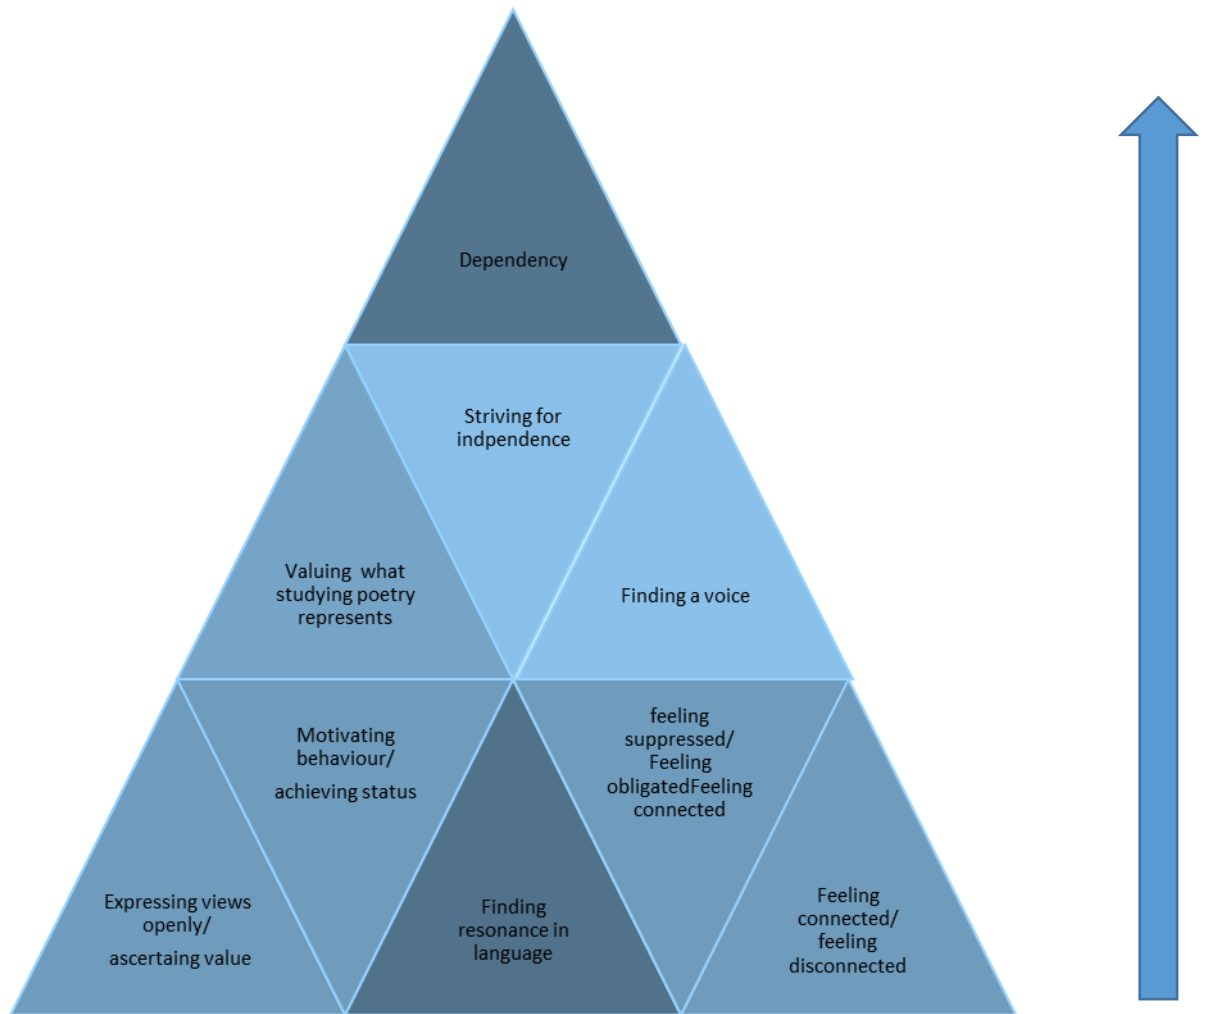 Dependency
Striving for
indpendence
Valuing  what
studying poetry
represents
Finding a voice
Motivating
behaviour/
achieving status
feeling
suppressed/
Feeling
obligatedFeeling
connected
Expressing views
openly/
ascertaing value
Finding
resonance in
language
Feeling
connected/
feeling
disconnected